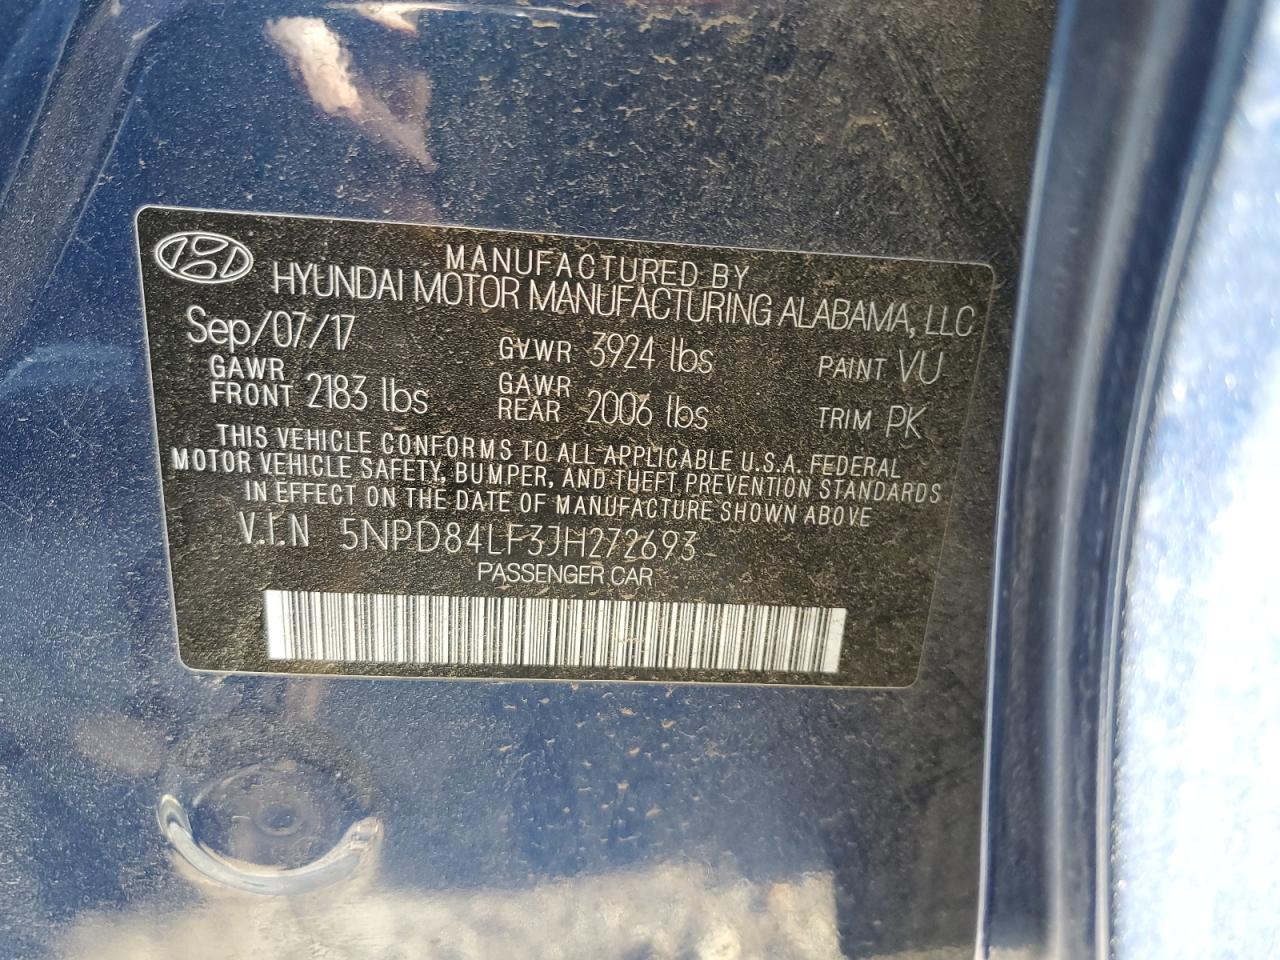 MANUFACTURED BY
HYUNDAI MOTOR MANUFACTURING ALABAMA, LLC
Sep/07/17 GVWR 3924 lbs PAINT VU
GAWR FRONT 2183 lbs GAWR REAR 2006 lbs TRIM PK
THIS VEHICLE CONFORMS TO ALL APPLICABLE U.S.A. FEDERAL
MOTOR VEHICLE SAFETY, BUMPER, AND THEFT PREVENTION STANDARDS
IN EFFECT ON THE DATE OF MANUFACTURE SHOWN ABOVE
V.I.N 5NPD84LF3JH272693
PASSENGER CAR